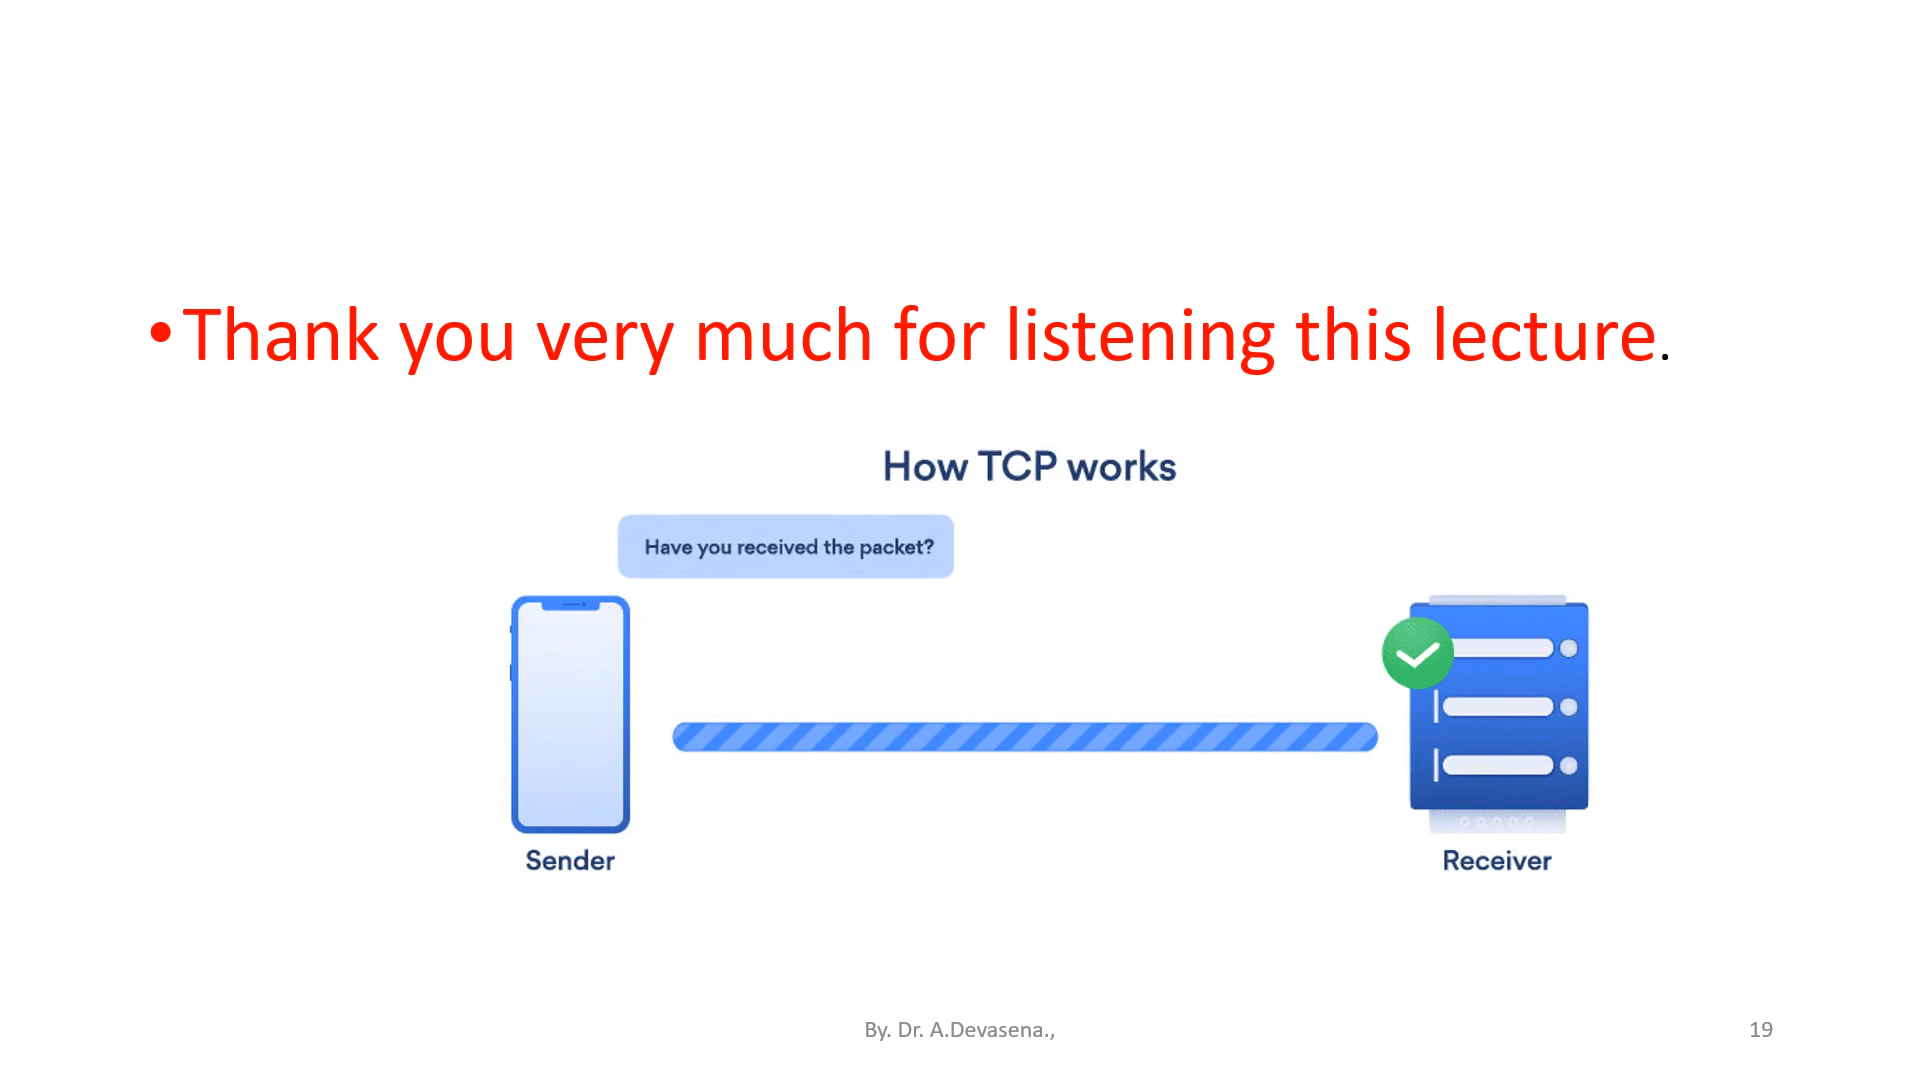 • Thank you very much for listening this lecture.
How TCP works
Have you received the packet?
Sender
Receiver
By. Dr. A.Devasena.,
19